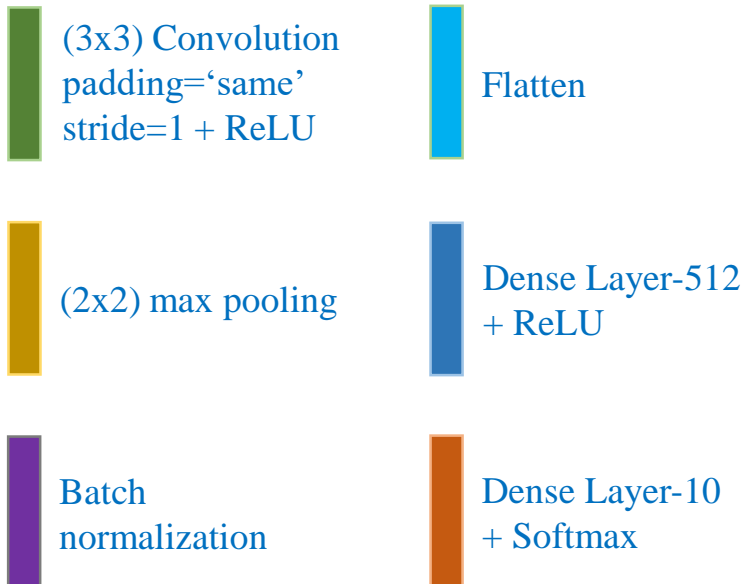 (3x3) Convolution
padding=‘same’
stride=1 + ReLU
Flatten
(2x2) max pooling
Dense Layer-512
+ ReLU
Batch
normalization
Dense Layer-10
+ Softmax